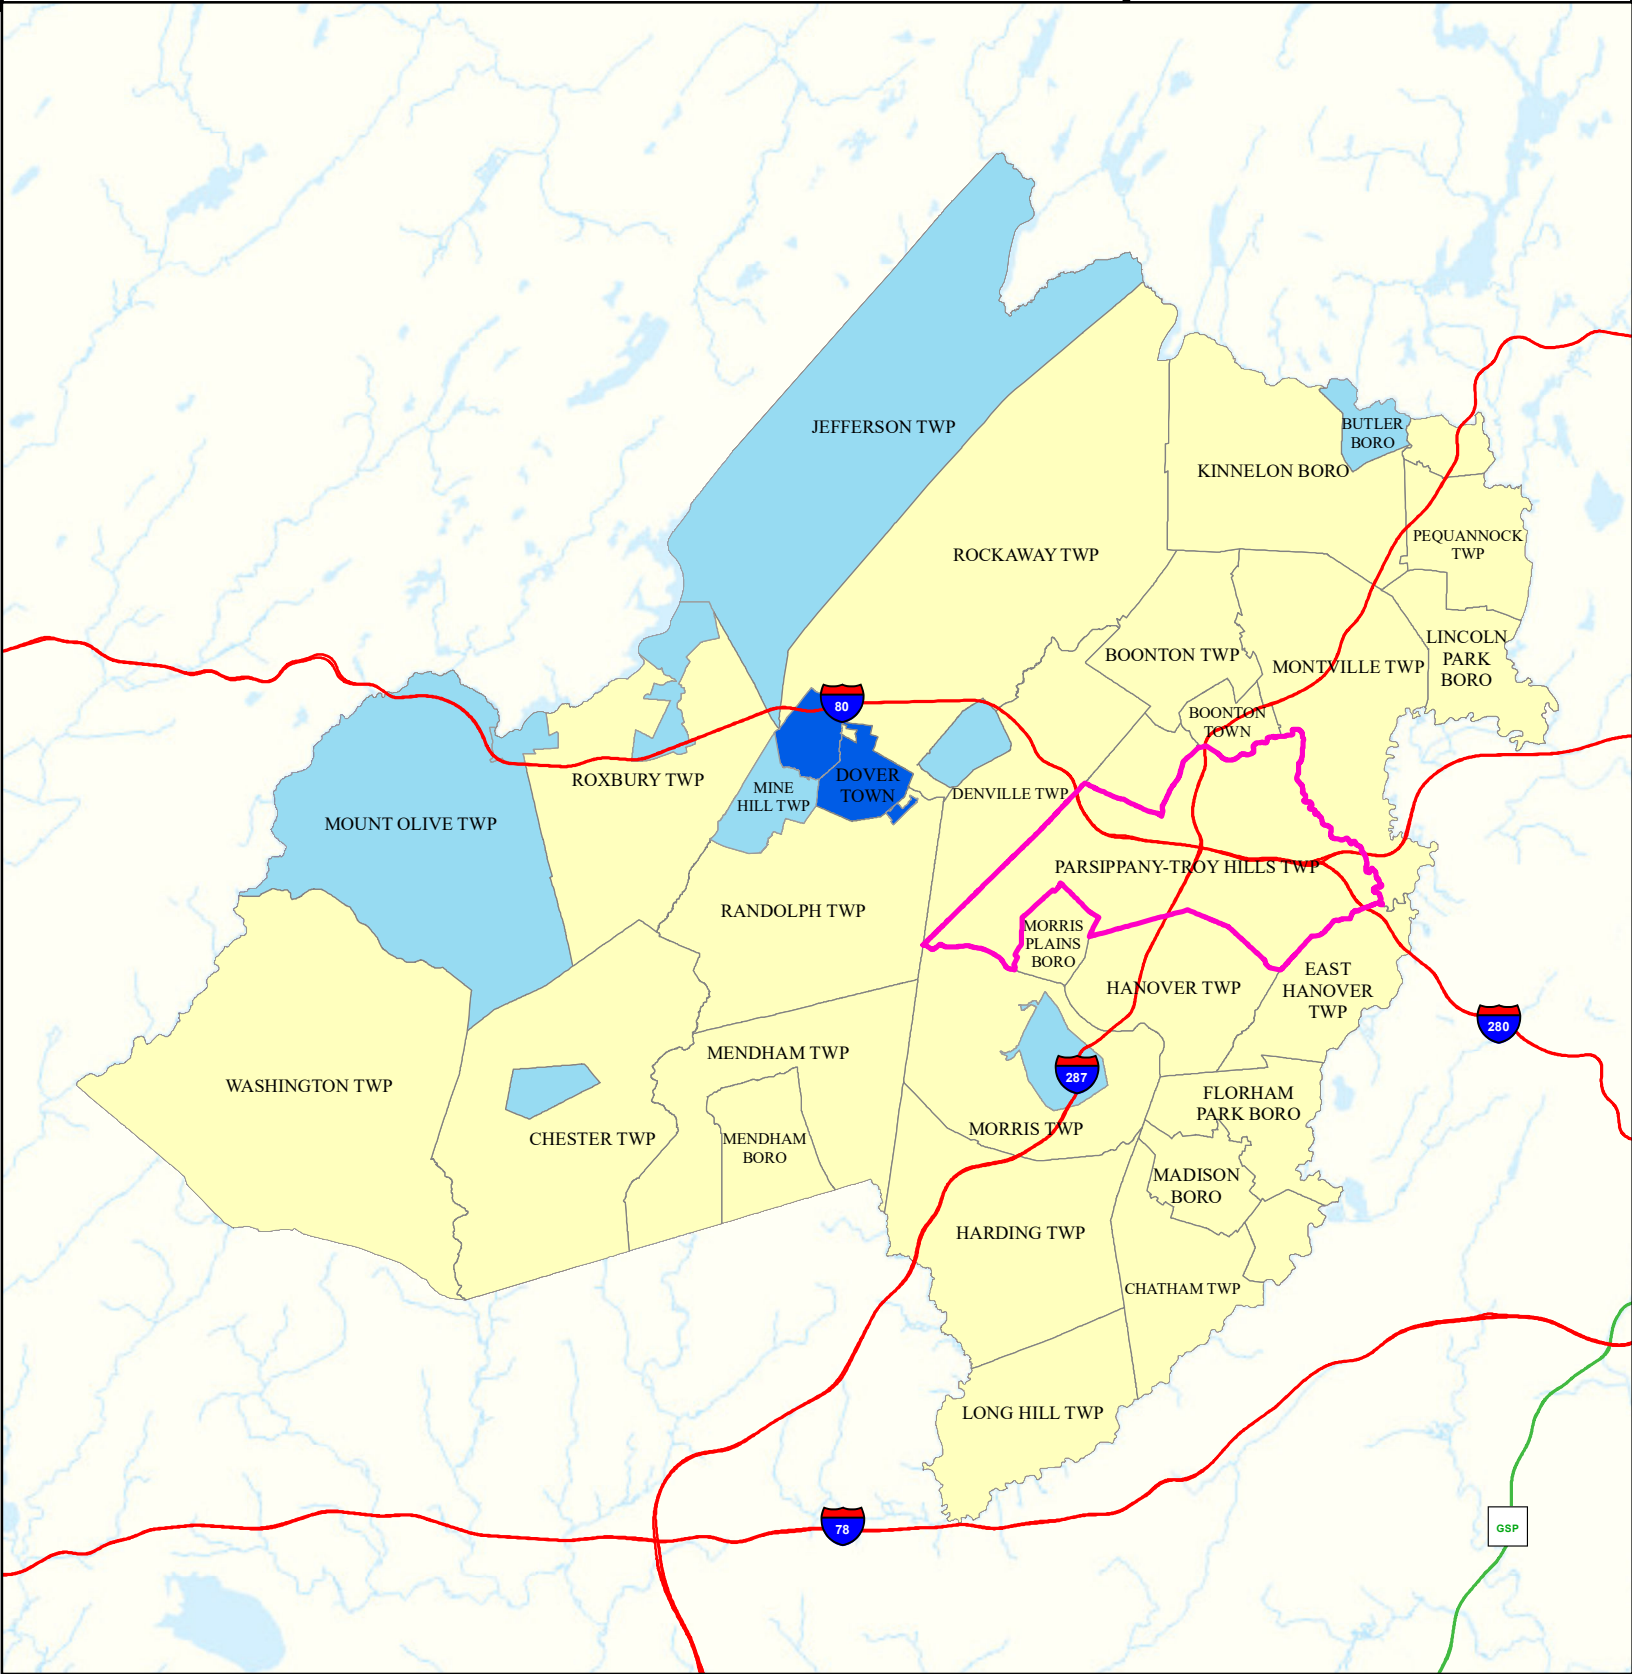 JEFFERSON TWP
BUTLER
BORO
KINNELON BORO
PEQUANNOCK
TWP
ROCKAWAY TWP
LINCOLN
PARK
BORO
BOONTON TWP
MONTVILLE TWP
80
BOONTON
TOWN
ROXBURY TWP
DOVER
TOWN
MINE
HILL TWP
DENVILLE TWP
MOUNT OLIVE TWP
PARSIPPANY-TROY HILLS TWP
RANDOLPH TWP
MORRIS
PLAINS
BORO
EAST
HANOVER
TWP
HANOVER TWP
280
MENDHAM TWP
287
WASHINGTON TWP
FLORHAM
PARK BORO
CHESTER TWP
MENDHAM
BORO
MORRIS TWP
MADISON
BORO
HARDING TWP
CHATHAM TWP
LONG HILL TWP
78
GSP